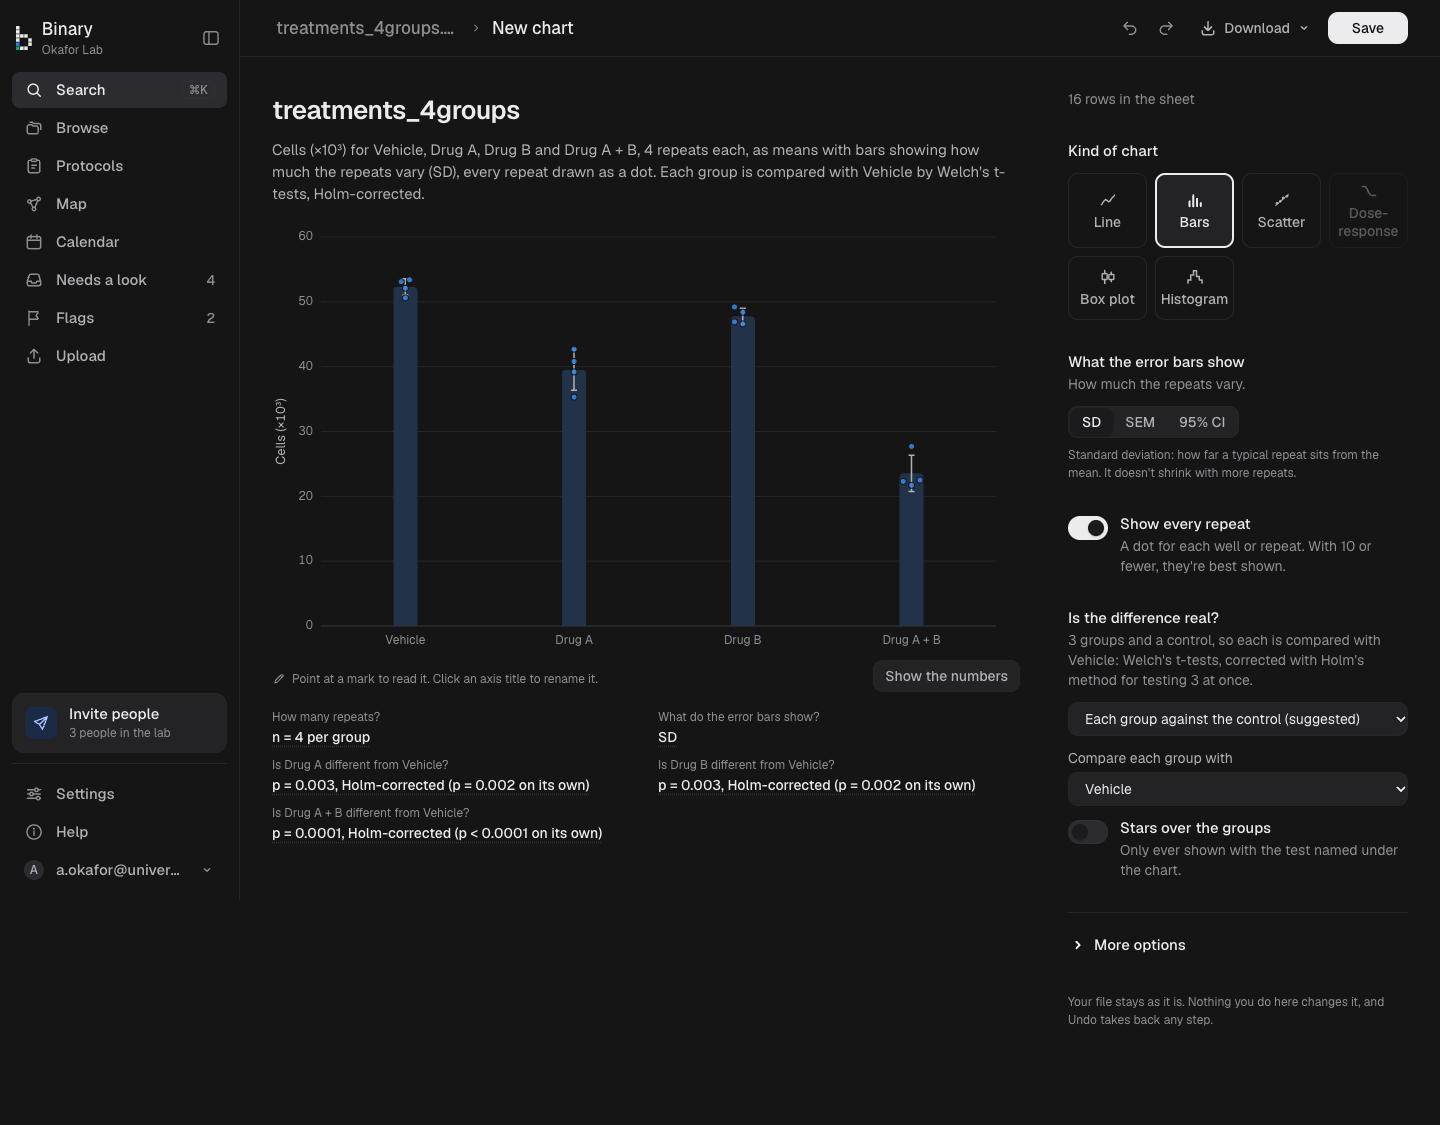 Binary
Okafor Lab
Search ⌘K
Browse
Protocols
Map
Calendar
Needs a look 4
Flags 2
Upload
Invite people
3 people in the lab
Settings
Help
A a.okafor@univer...
treatments_4groups.... › New chart
Download
Save
treatments_4groups
Cells (×10³) for Vehicle, Drug A, Drug B and Drug A + B, 4 repeats each, as means with bars showing how
much the repeats vary (SD), every repeat drawn as a dot. Each group is compared with Vehicle by Welch's t-
tests, Holm-corrected.
60
50
40
30
20
10
0
Cells (×10³)
Vehicle Drug A Drug B Drug A + B
Point at a mark to read it. Click an axis title to rename it.
Show the numbers
How many repeats?
n = 4 per group
What do the error bars show?
SD
Is Drug A different from Vehicle?
p = 0.003, Holm-corrected (p = 0.002 on its own)
Is Drug B different from Vehicle?
p = 0.003, Holm-corrected (p = 0.002 on its own)
Is Drug A + B different from Vehicle?
p = 0.0001, Holm-corrected (p < 0.0001 on its own)
16 rows in the sheet
Kind of chart
Line
Bars
Scatter
Dose-
response
Box plot
Histogram
What the error bars show
How much the repeats vary.
SD SEM 95% CI
Standard deviation: how far a typical repeat sits from the
mean. It doesn't shrink with more repeats.
Show every repeat
A dot for each well or repeat. With 10 or
fewer, they're best shown.
Is the difference real?
3 groups and a control, so each is compared with
Vehicle: Welch's t-tests, corrected with Holm's
method for testing 3 at once.
Each group against the control (suggested)
Compare each group with
Vehicle
Stars over the groups
Only ever shown with the test named under
the chart.
More options
Your file stays as it is. Nothing you do here changes it, and
Undo takes back any step.